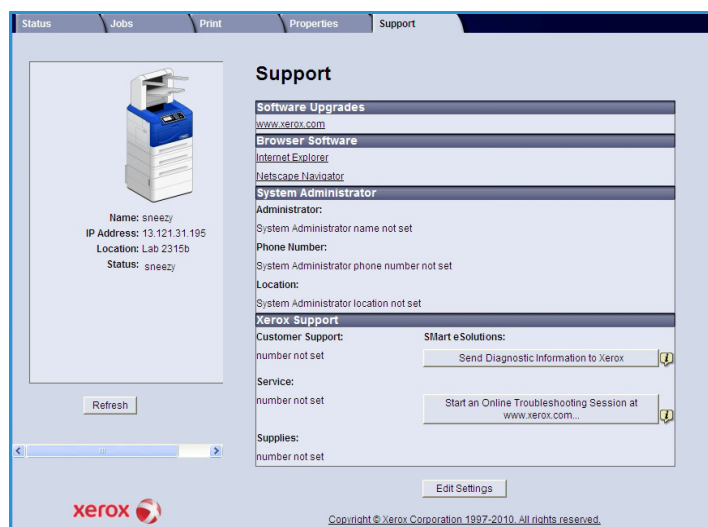 Status Jobs Print Properties Support
Name: sneezy
IP Address: 13.121.31.195
Location: Lab 2315b
Status: sneezy
Refresh
xerox
Support
Software Upgrades
www.xerox.com
Browser Software
Internet Explorer
Netscape Navigator
System Administrator
Administrator:
System Administrator name not set
Phone Number:
System Administrator phone number not set
Location:
System Administrator location not set
Xerox Support
Customer Support: SMart eSolutions:
number not set Send Diagnostic Information to Xerox
Service:
number not set Start an Online Troubleshooting Session at
www.xerox.com...
Supplies:
number not set
Edit Settings
Copyright © Xerox Corporation 1997-2010. All rights reserved.